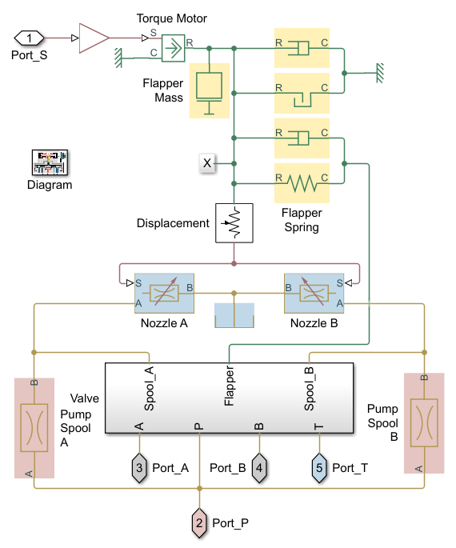 Torque Motor
1
S
R
C
Port_S
R
C
Flapper
Mass
R
C
R
C
X
R
C
Diagram
Flapper
Spring
Displacement
S
B
A
B
S
A
Nozzle A
Nozzle B
B
Pump
Spool
A
A
Valve
Spool_A
Flapper
Spool_B
A
P
B
T
B
Pump
Spool
B
A
3
Port_A
Port_B
4
5
Port_T
2
Port_P